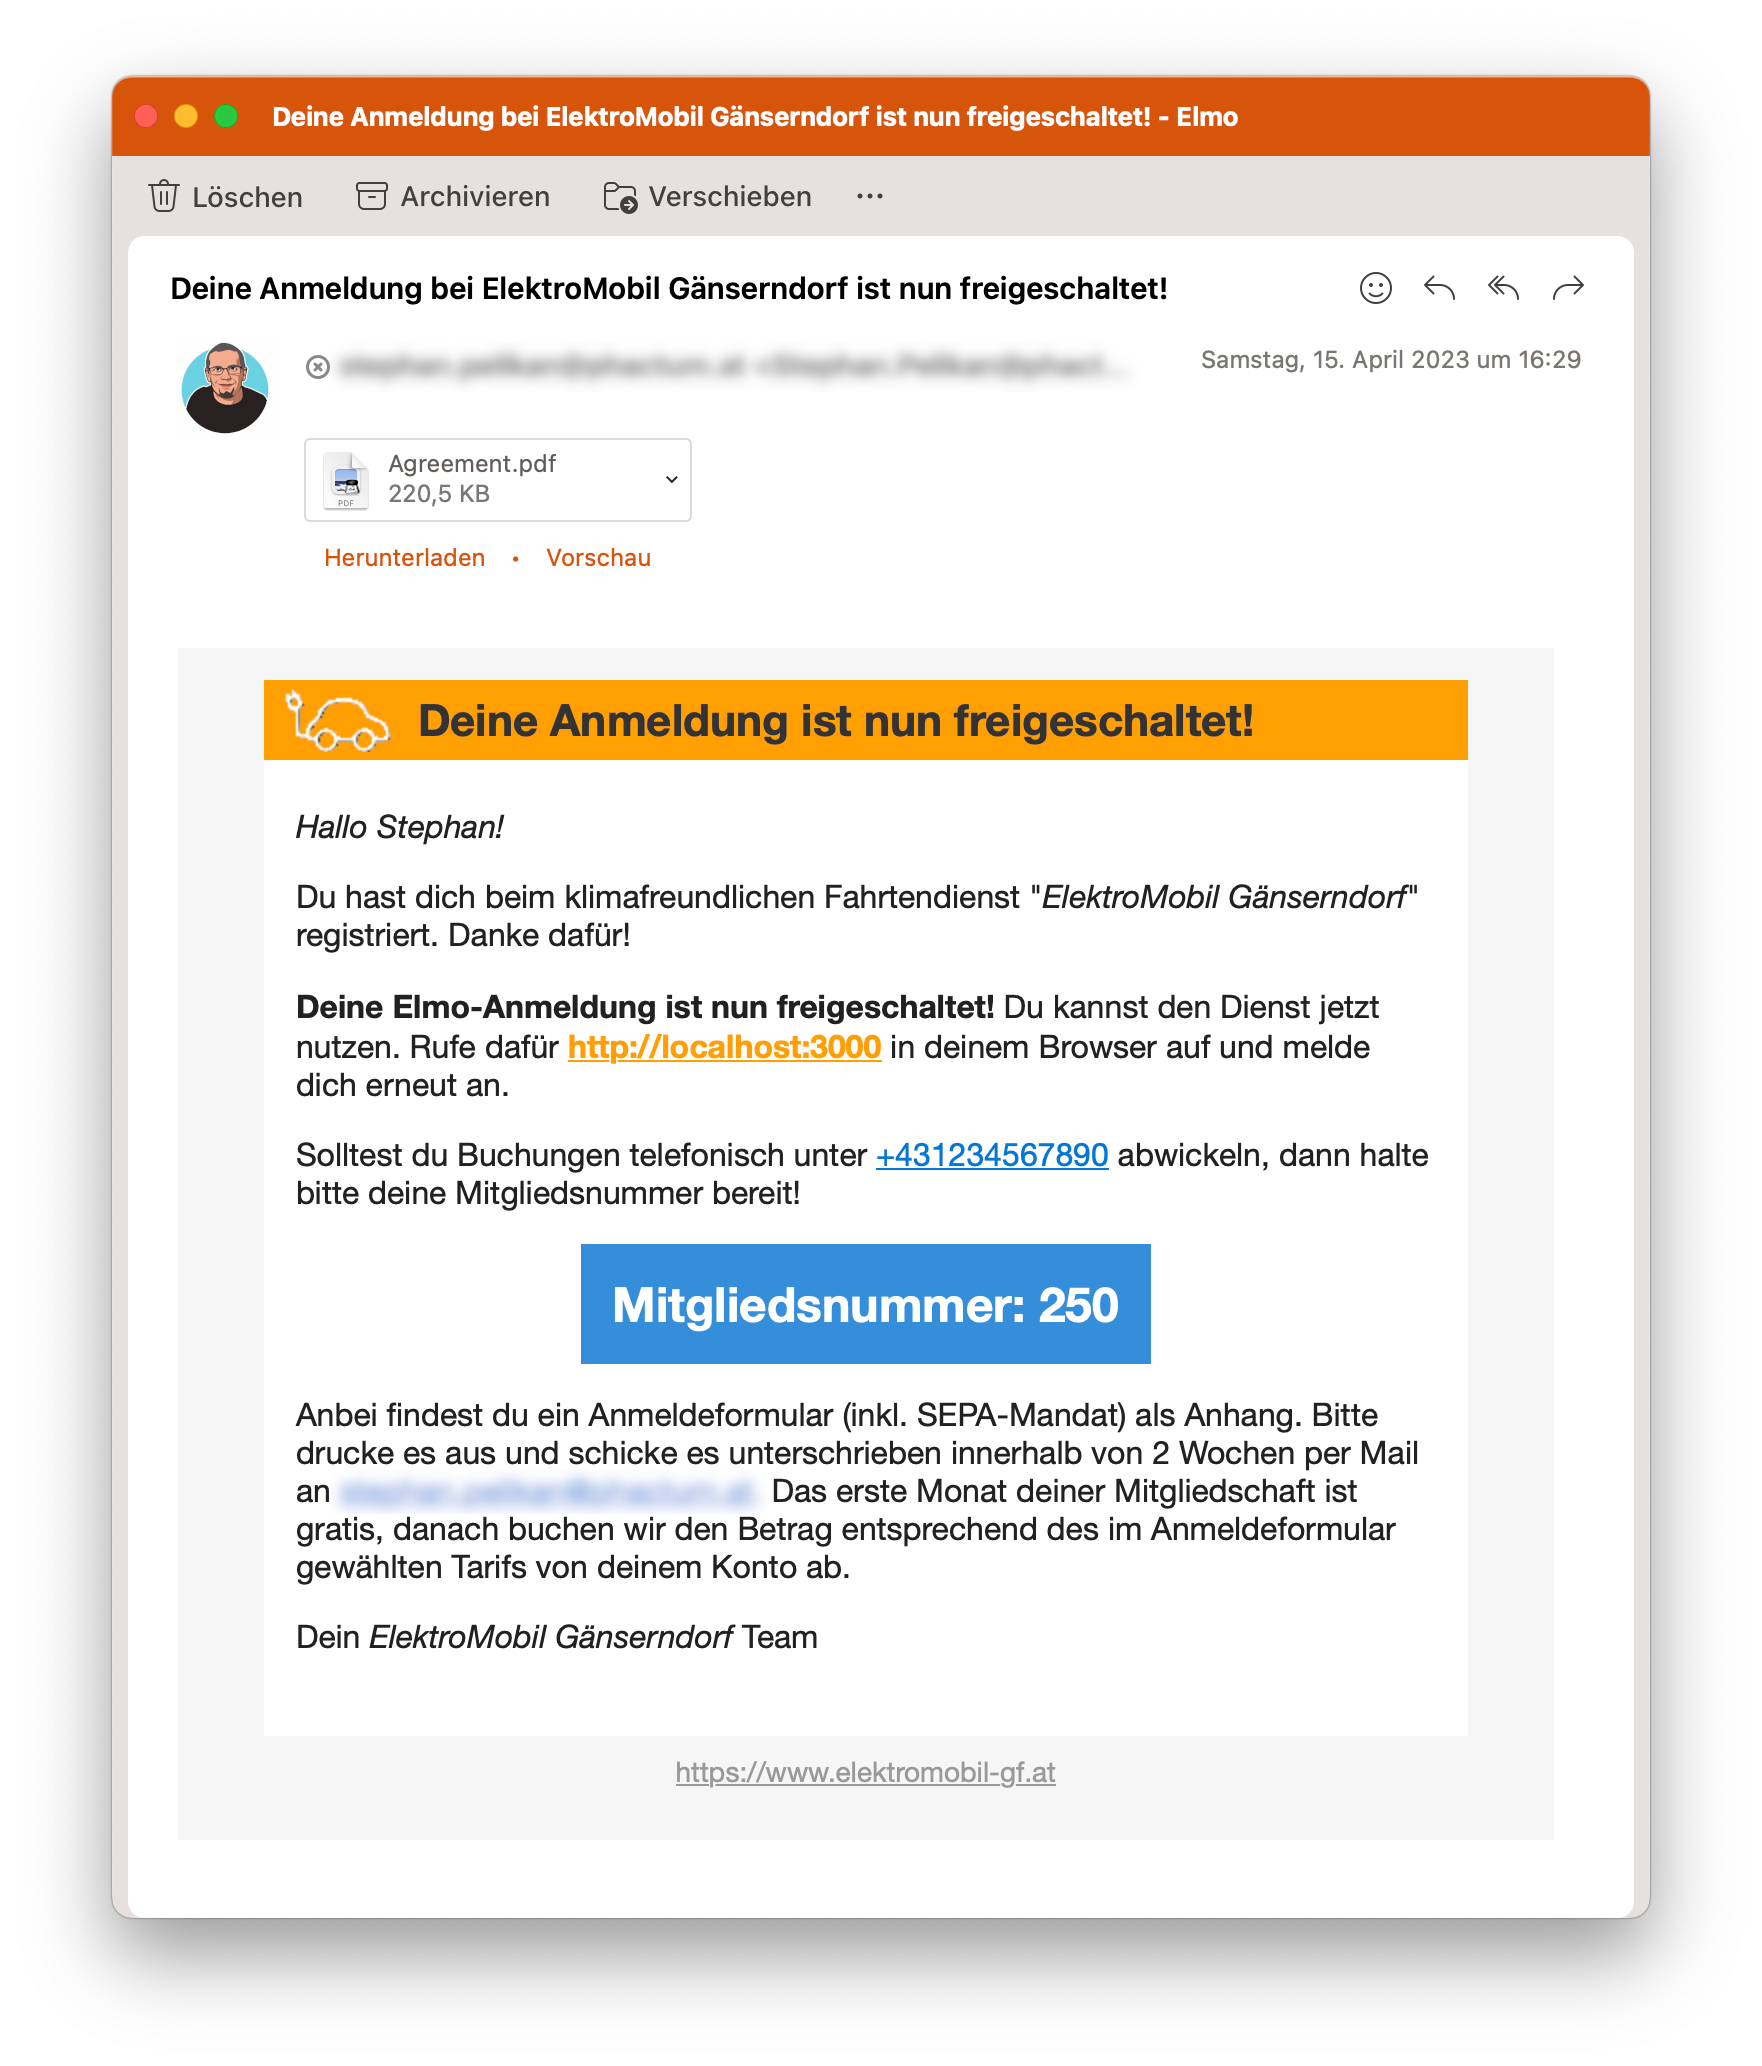 Deine Anmeldung bei ElektroMobil Gänserndorf ist nun freigeschaltet! - Elmo
Löschen Archivieren Verschieben ...
Deine Anmeldung bei ElektroMobil Gänserndorf ist nun freigeschaltet!
Samstag, 15. April 2023 um 16:29
PDF
Agreement.pdf
220,5 KB
Herunterladen • Vorschau
Deine Anmeldung ist nun freigeschaltet!
Hallo Stephan!
Du hast dich beim klimafreundlichen Fahrtendienst "ElektroMobil Gänserndorf"
registriert. Danke dafür!
Deine Elmo-Anmeldung ist nun freigeschaltet! Du kannst den Dienst jetzt
nutzen. Rufe dafür http://localhost:3000 in deinem Browser auf und melde
dich erneut an.
Solltest du Buchungen telefonisch unter +431234567890 abwickeln, dann halte
bitte deine Mitgliedsnummer bereit!
Mitgliedsnummer: 250
Anbei findest du ein Anmeldeformular (inkl. SEPA-Mandat) als Anhang. Bitte
drucke es aus und schicke es unterschrieben innerhalb von 2 Wochen per Mail
an Das erste Monat deiner Mitgliedschaft ist
gratis, danach buchen wir den Betrag entsprechend des im Anmeldeformular
gewählten Tarifs von deinem Konto ab.
Dein ElektroMobil Gänserndorf Team
https://www.elektromobil-gf.at